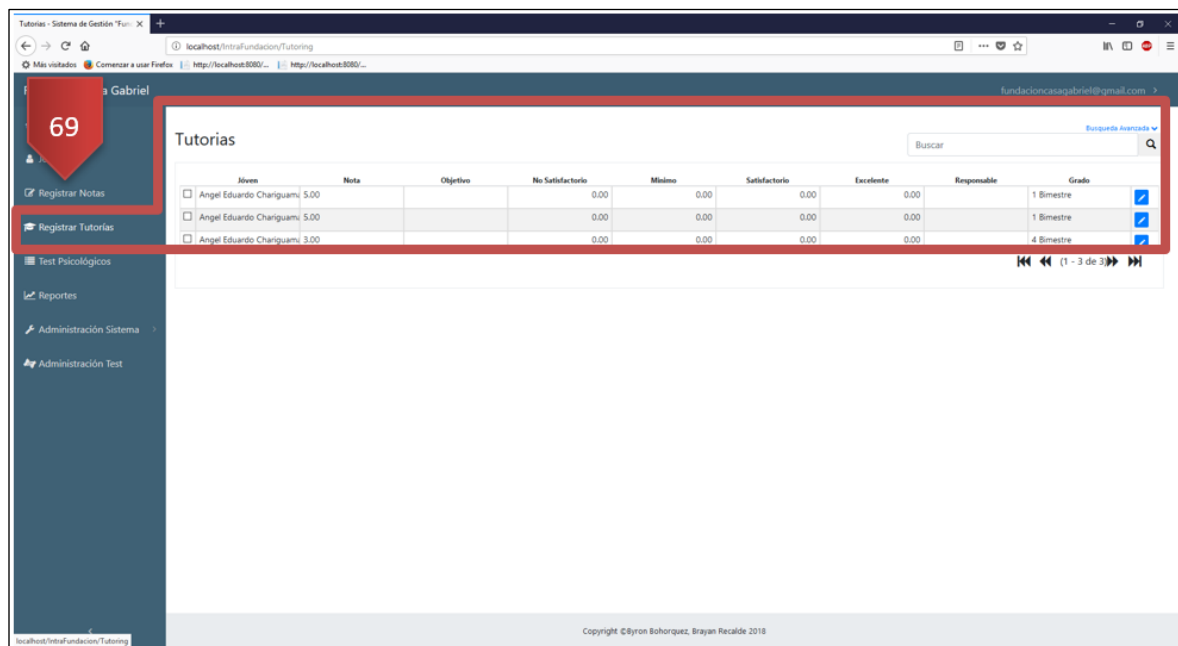 Tutorias - Sistema de Gestión "Fun
localhost/IntraFundacion/Tutoring
Más visitados Comenzar a usar Firefox http://localhost:8080/... http://localhost:8080/...
a Gabriel
fundacioncasagabriel@gmail.com
69
Registrar Notas
Registrar Tutorías
Test Psicológicos
Reportes
Administración Sistema
Administración Test
Tutorias
Busqueda Avanzada
Buscar
Jóven Nota Objetivo No Satisfactorio Minimo Satisfactorio Excelente Responsable Grado
Angel Eduardo Chariguam 5.00 0.00 0.00 0.00 0.00 1 Bimestre
Angel Eduardo Chariguam 5.00 0.00 0.00 0.00 0.00 1 Bimestre
Angel Eduardo Chariguam 3.00 0.00 0.00 0.00 0.00 4 Bimestre
(1 - 3 de 3)
Copyright ©Byron Bohorquez, Brayan Recalde 2018
localhost/IntraFundacion/Tutoring